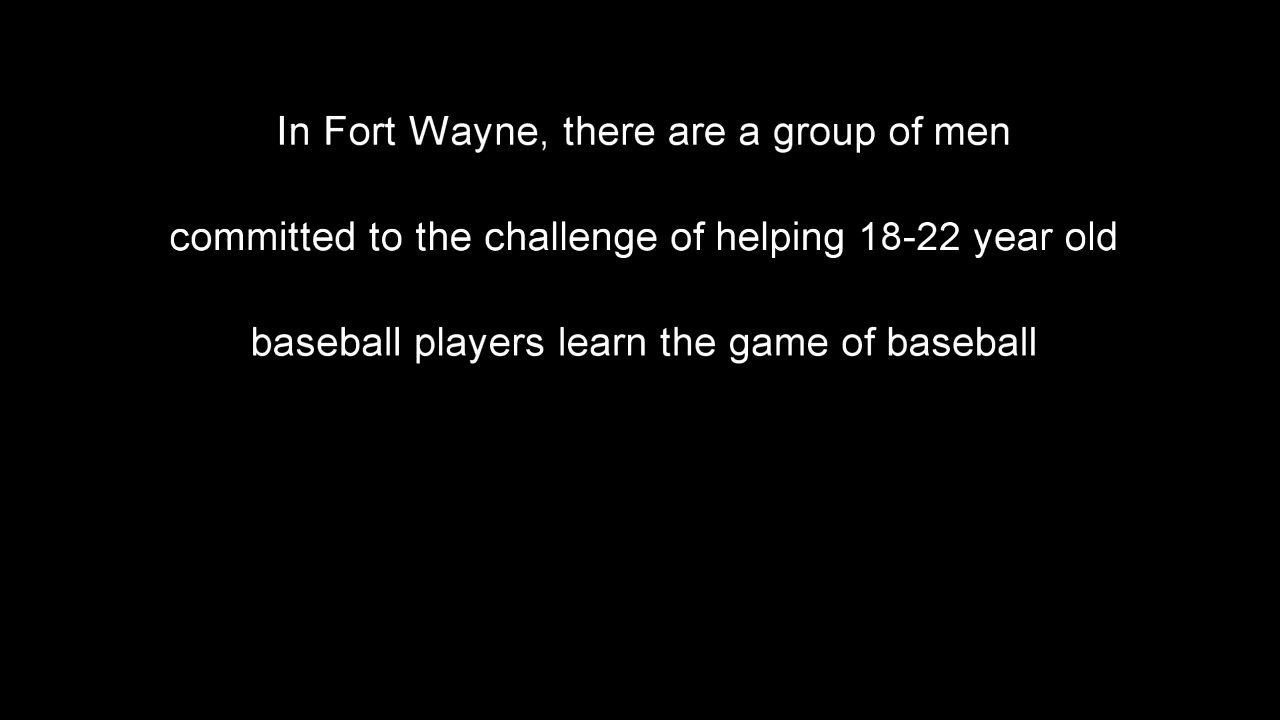 In Fort Wayne, there are a group of men
committed to the challenge of helping 18-22 year old
baseball players learn the game of baseball